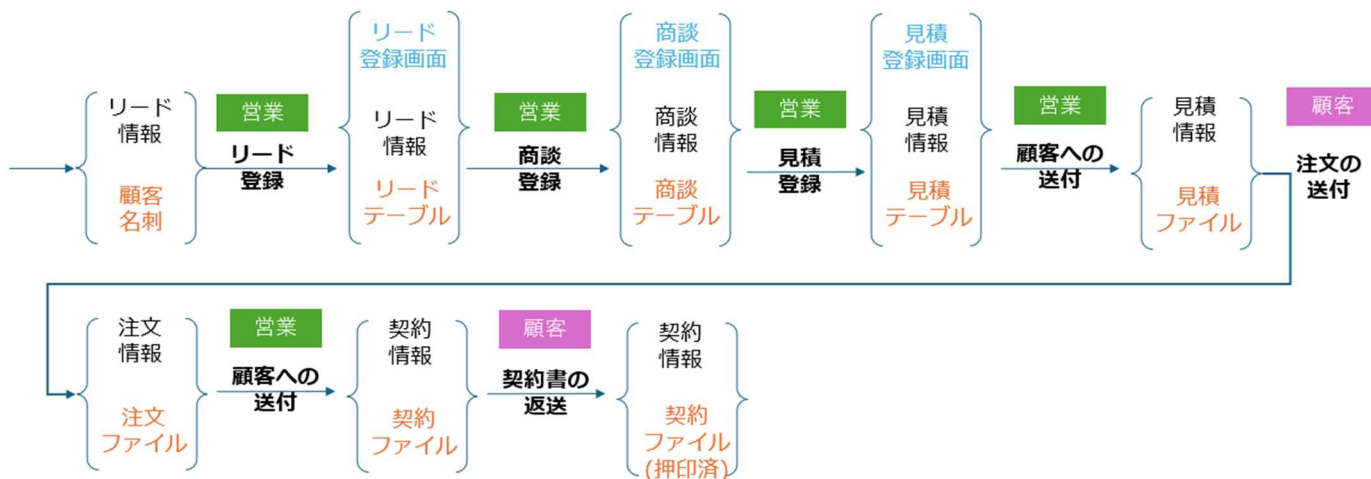 リード
情報
顧客
名刺
営業
リード
登録
リード
登録画面
リード
情報
リード
テーブル
営業
商談
登録
商談
登録画面
商談
情報
商談
テーブル
営業
見積
登録
見積
登録画面
見積
情報
見積
テーブル
営業
顧客への
送付
見積
情報
見積
ファイル
顧客
注文の
送付
注文
情報
注文
ファイル
営業
顧客への
送付
契約
情報
契約
ファイル
顧客
契約書の
返送
契約
情報
契約
ファイル
(押印済)